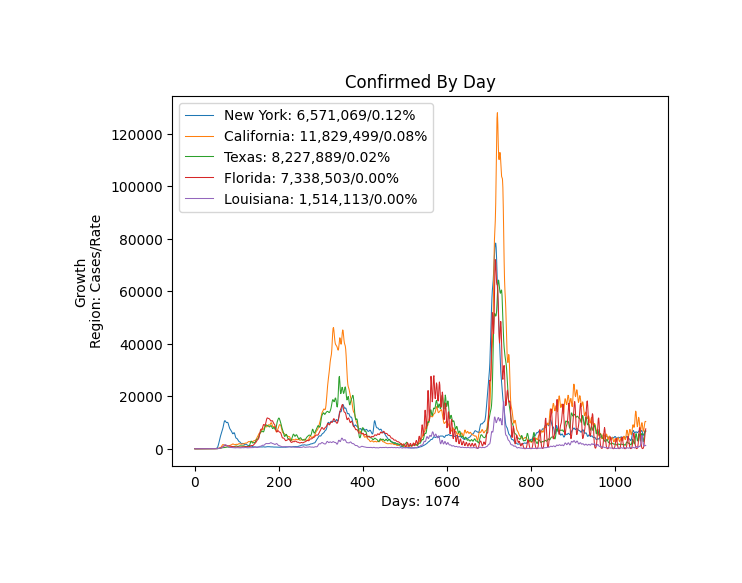 Confirmed By Day
New York: 6,571,069/0.12%
California: 11,829,499/0.08%
Texas: 8,227,889/0.02%
Florida: 7,338,503/0.00%
Louisiana: 1,514,113/0.00%
Growth
Region: Cases/Rate
120000
100000
80000
60000
40000
20000
0
0 200 400 600 800 1000
Days: 1074